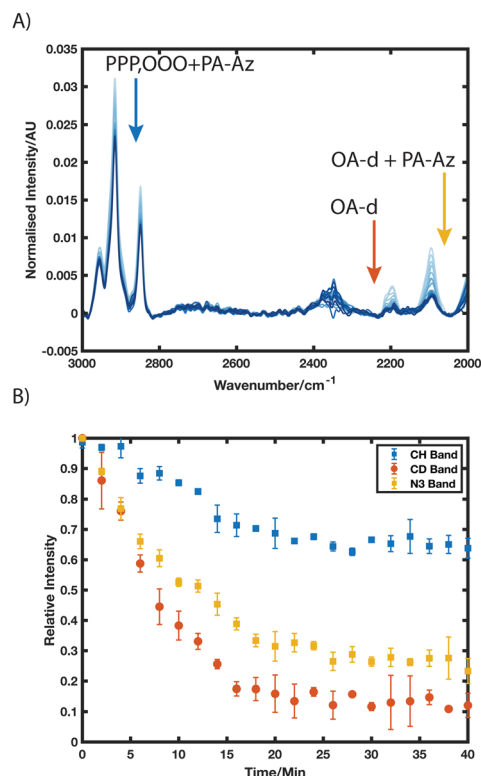 A)
PPP,OOO+PA-Az
OA-d + PA-Az
OA-d
Normalised Intensity/AU
0.035
0.03
0.025
0.02
0.015
0.01
0.005
0
-0.005
3000 2800 2600 2400 2200 2000
Wavenumber/cm-1
B)
CH Band
CD Band
N3 Band
Relative Intensity
1
0.9
0.8
0.7
0.6
0.5
0.4
0.3
0.2
0.1
0
0 5 10 15 20 25 30 35 40
Time/Min